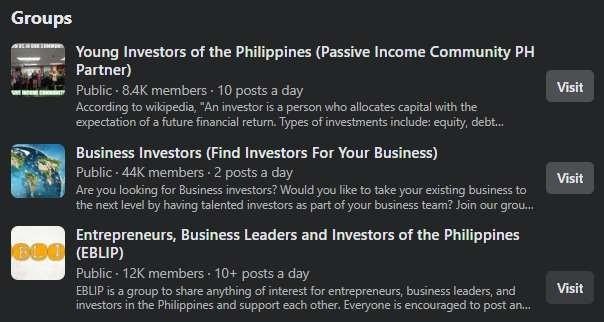 Groups
Young Investors of the Philippines (Passive Income Community PH
Partner)
Public · 8.4K members · 10 posts a day
According to wikipedia, "An investor is a person who allocates capital with the
expectation of a future financial return. Types of investments include: equity, debt...
Visit
Business Investors (Find Investors For Your Business)
Public · 44K members · 2 posts a day
Are you looking for Business investors? Would you like to take your existing business to
the next level by having talented investors as part of your business team? Join our grou...
Visit
Entrepreneurs, Business Leaders and Investors of the Philippines
(EBLIP)
Public · 12K members · 10+ posts a day
EBLIP is a group to share anything of interest for entrepreneurs, business leaders, and
investors in the Philippines and support each other. Everyone is encouraged to post an...
Visit